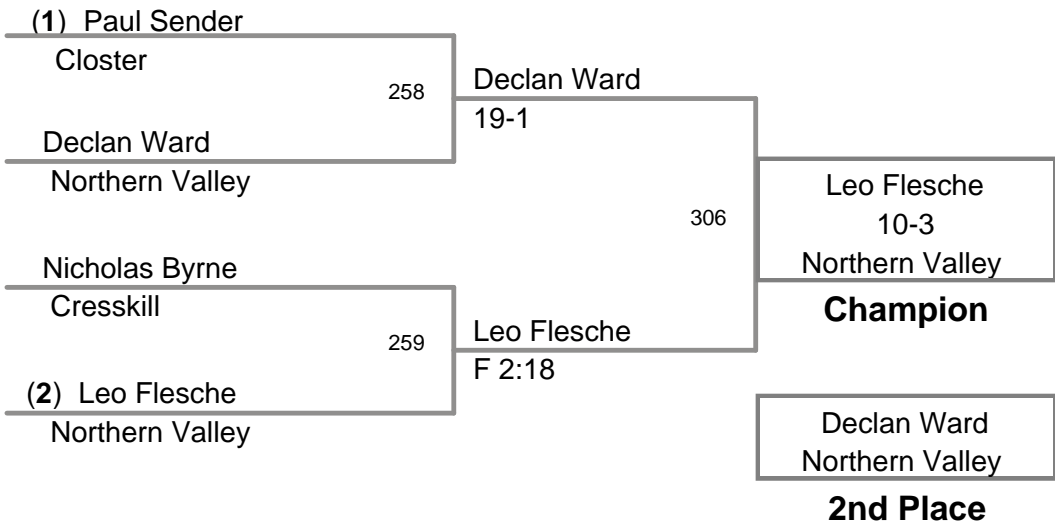 (1) Paul Sender
Closter
258
Declan Ward
Northern Valley
Declan Ward
19-1
Nicholas Byrne
Cresskill
259
(2) Leo Flesche
Northern Valley
Leo Flesche
F 2:18
306
Leo Flesche
10-3
Northern Valley
Champion
Declan Ward
Northern Valley
2nd Place